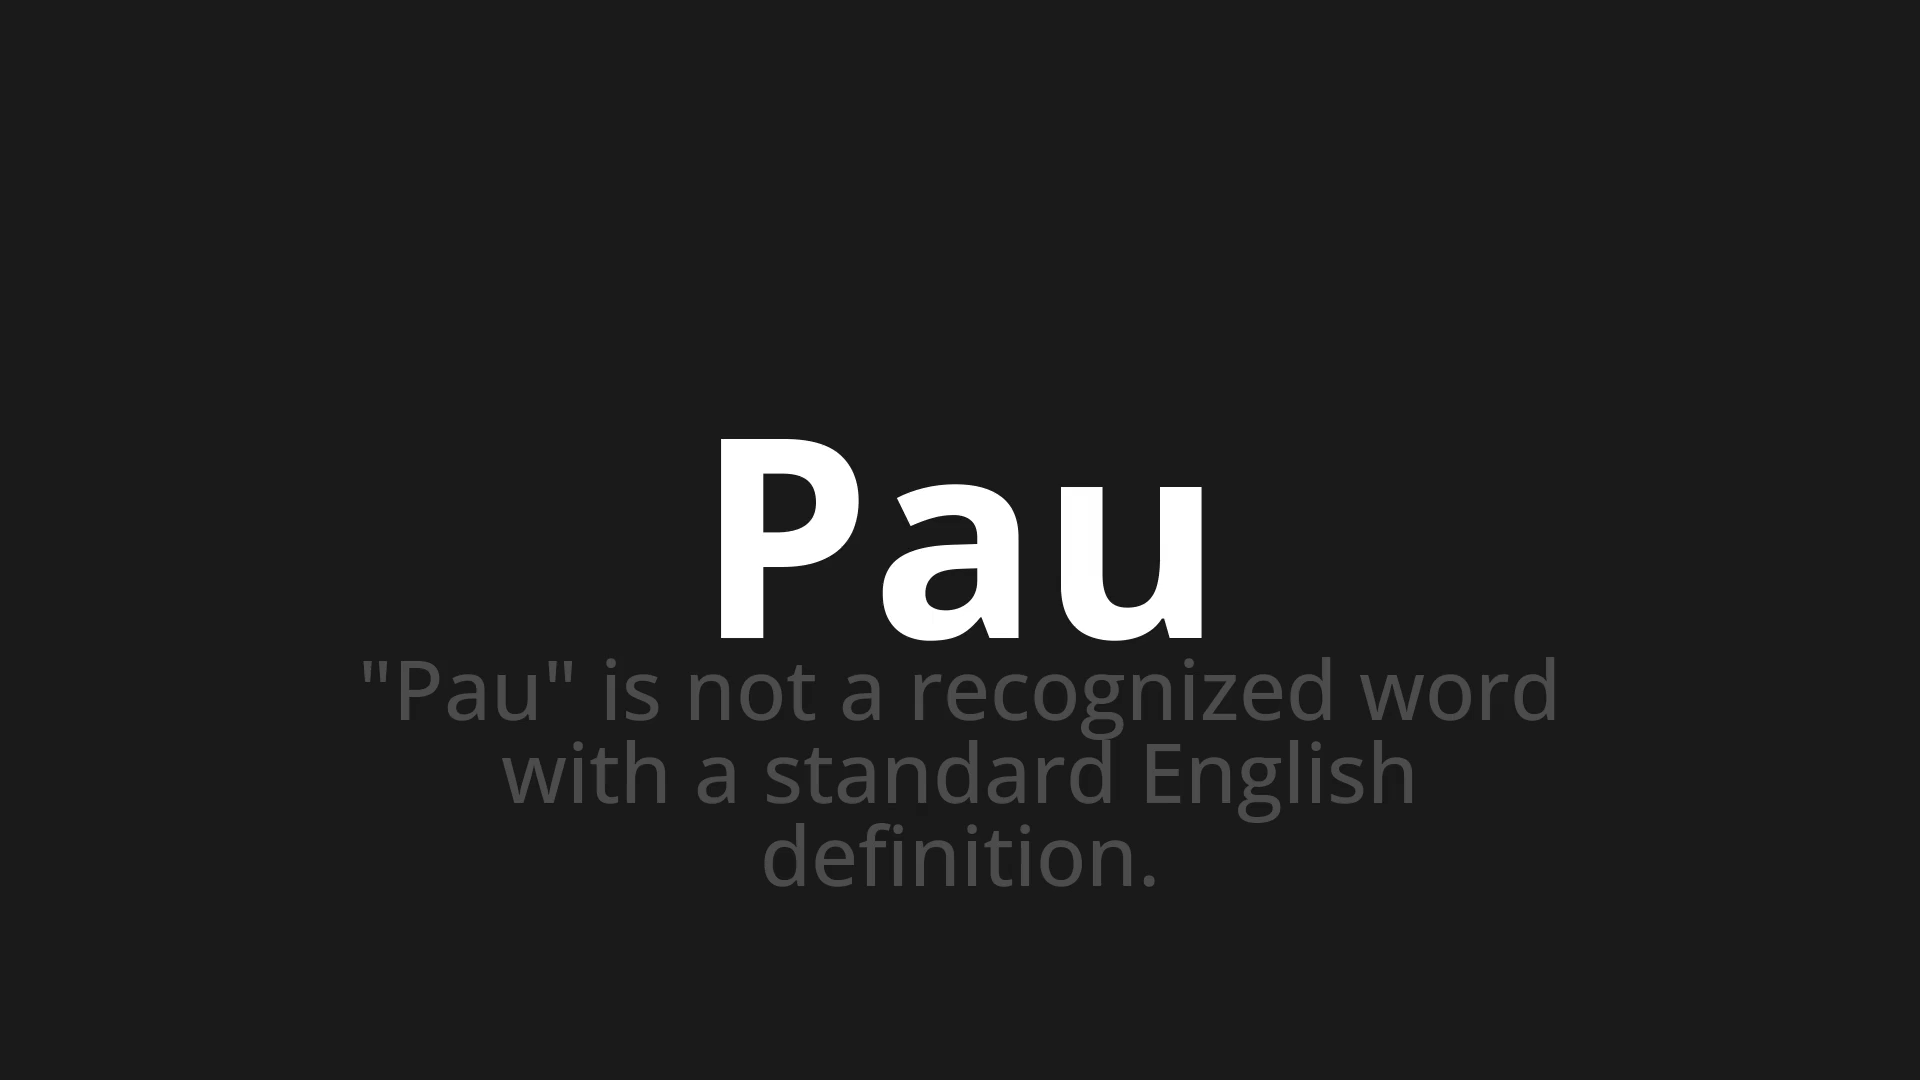 Pau
"Pau" is not a recognized word
with a standard English
definition.